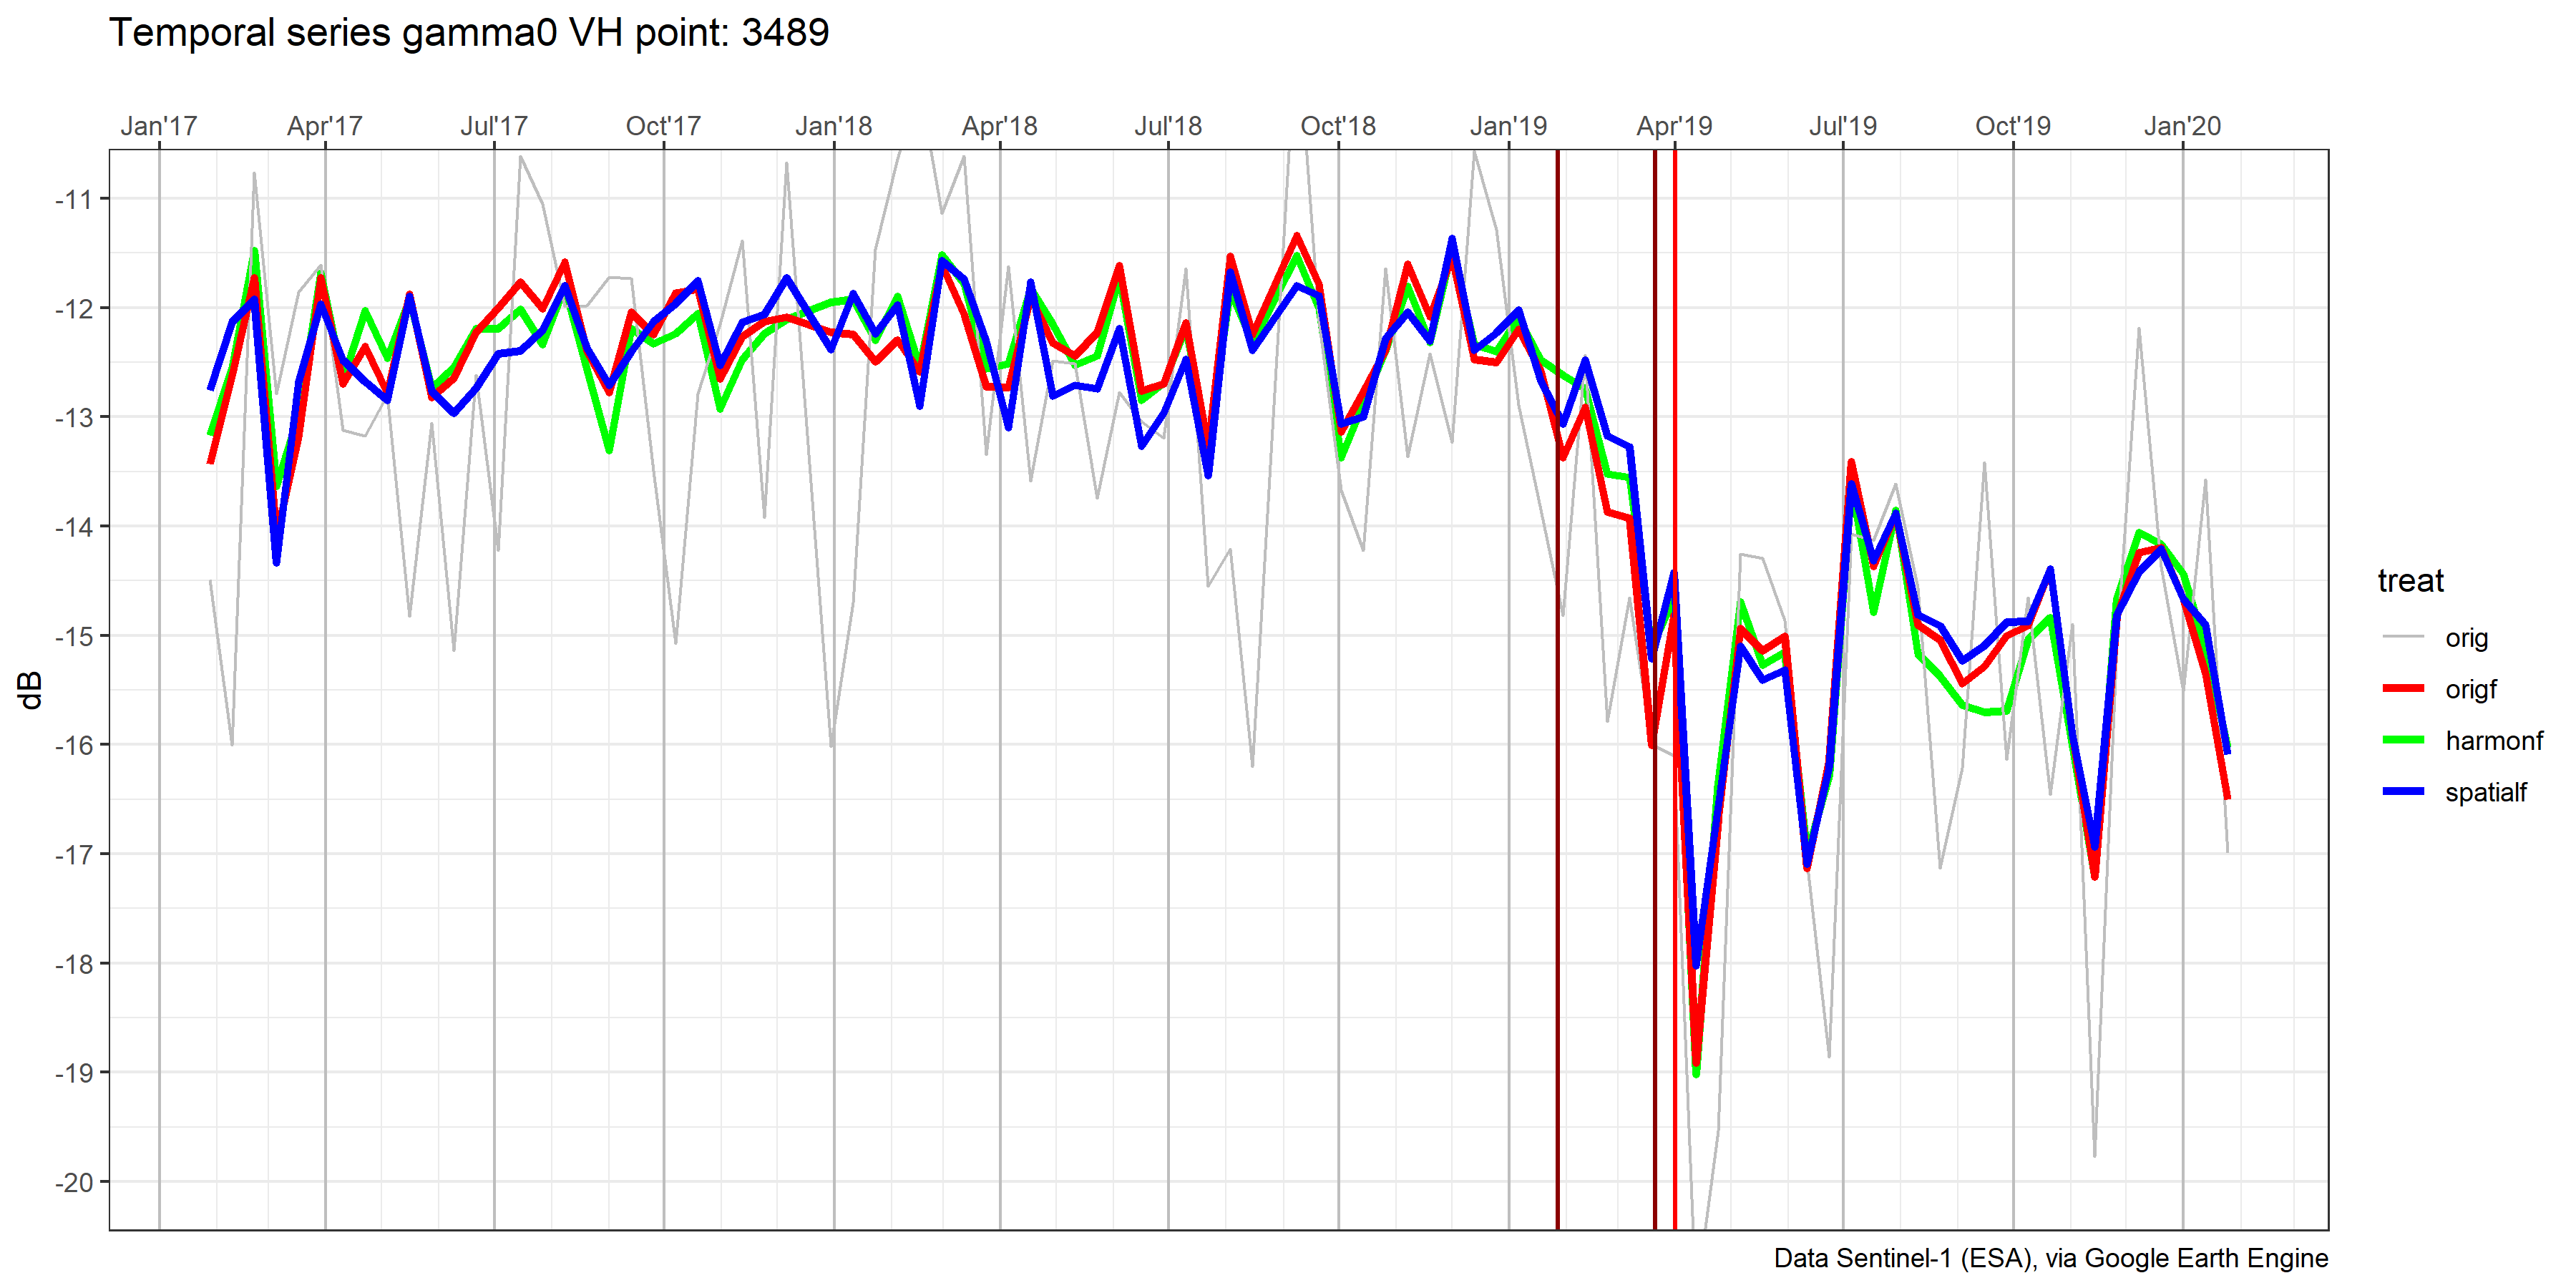 Temporal series gamma0 VH point: 3489
Jan'17 Apr'17 Jul'17 Oct'17 Jan'18 Apr'18 Jul'18 Oct'18 Jan'19 Apr'19 Jul'19 Oct'19 Jan'20
-11
-12
-13
-14
-15
-16
-17
-18
-19
-20
dB
treat
orig
origf
harmonf
spatialf
Data Sentinel-1 (ESA), via Google Earth Engine